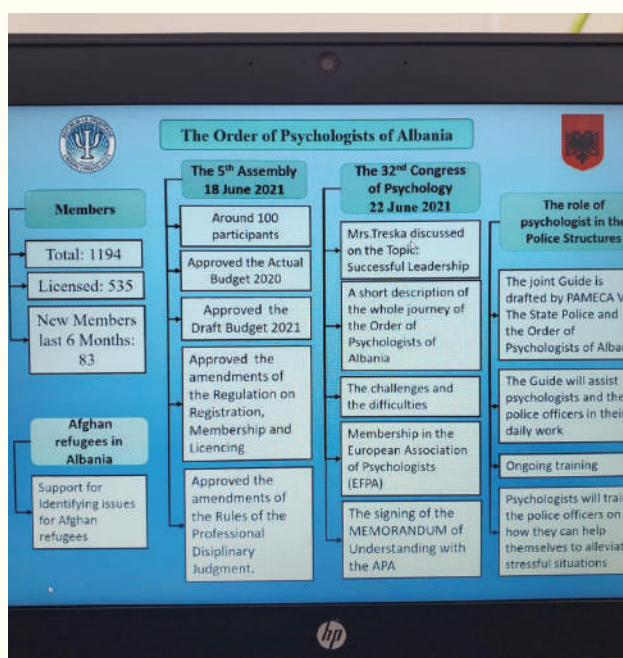 The Order of Psychologists of Albania
Members
Total: 1194
Licensed: 535
New Members
last 6 Months:
83
Afghan
refugees in
Albania
Support for
Identifying issues
for Afghan
refugees
The 5th Assembly
18 June 2021
Around 100
participants
Approved the Actual
Budget 2020
Approved the
Draft Budget 2021
Approved the
amendments of
the Regulation on
Registration,
Membership and
Licencing
Approved the
amendments of
the Rules of the
Professional
Disiplinary
Judgment.
The 32nd Congress
of Psychology
22 June 2021
Mrs.Treska discussed
on the Topic:
Successful Leadership
A short description of
the whole journey of
the Order of
Psychologists of
Albania
The challenges and
the difficulties
Membership in the
European Association
of Psychologists
(EFPA)
The signing of the
MEMORANDUM of
Understanding with
the APA
The role of
psychologist in the
Police Structures
The joint Guide is
drafted by PAMECA V
The State Police and
the Order of
Psychologists of Alba
The Guide will assist
psychologists and the
police officers in their
daily work
Ongoing training
Psychologists will trai
the police officers on
how they can help
themselves to alleviat
stressful situations
hp